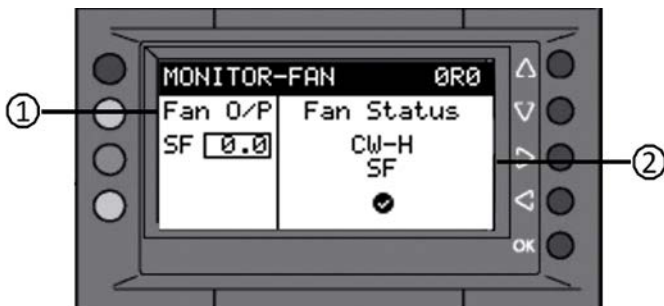 MONITOR-FAN 0R0
① Fan O/P Fan Status
SF 0.0 CW-H
SF
②
OK